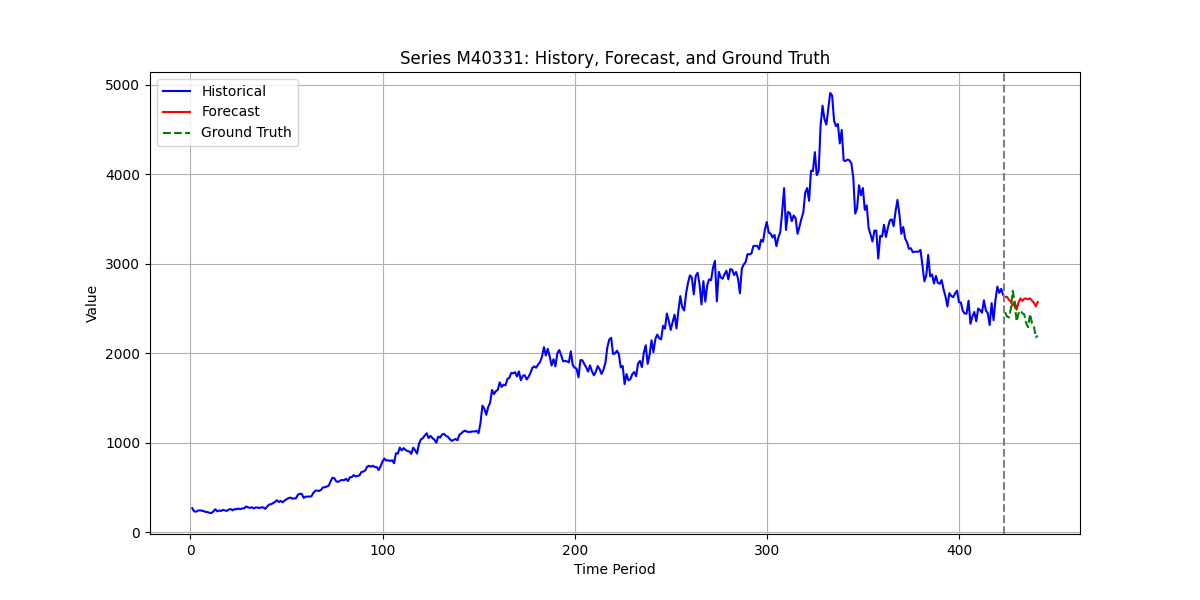 Series M40331: History, Forecast, and Ground Truth
Historical
Forecast
Ground Truth
5000
4000
3000
2000
1000
0
Value
0 100 200 300 400
Time Period